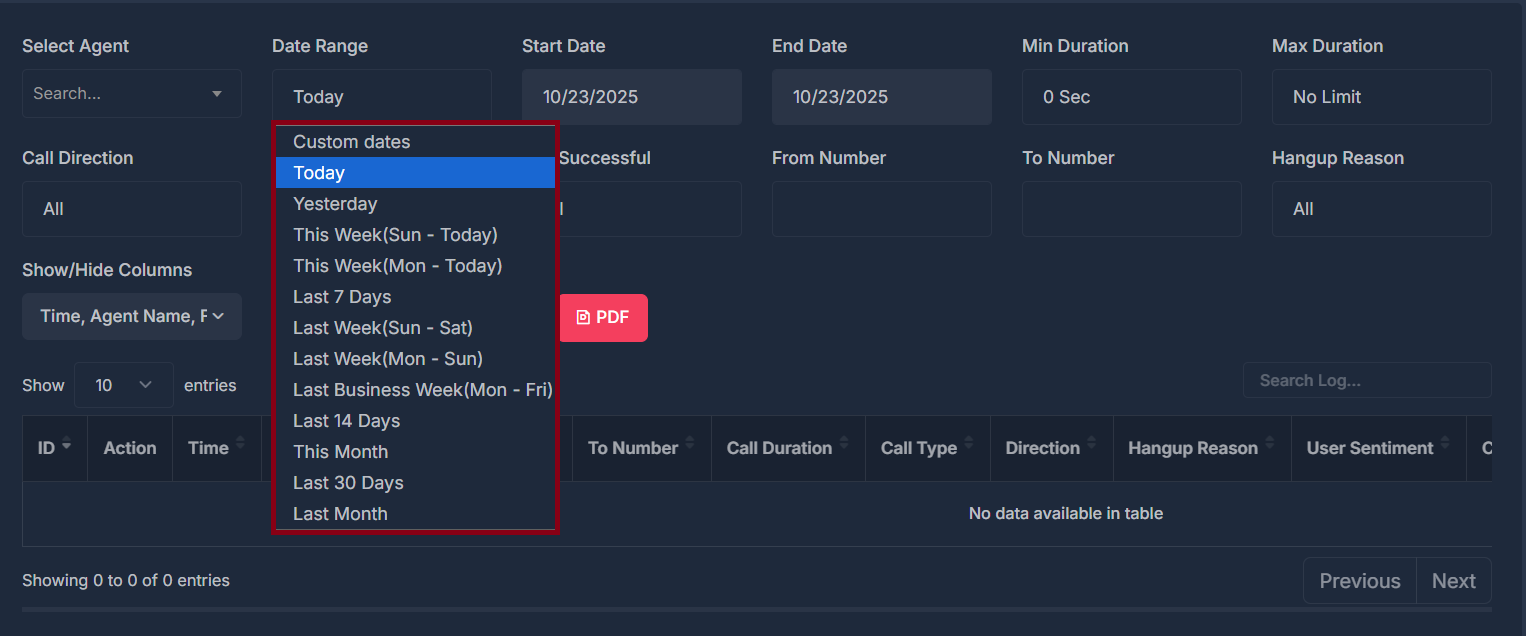 Select Agent
Date Range
Start Date
End Date
Min Duration
Max Duration
Search...
Today
10/23/2025
10/23/2025
0 Sec
No Limit
Custom dates
Today
Yesterday
This Week(Sun - Today)
This Week(Mon - Today)
Last 7 Days
Last Week(Sun - Sat)
Last Week(Mon - Sun)
Last Business Week(Mon - Fri)
Last 14 Days
This Month
Last 30 Days
Last Month
Call Direction
Successful
From Number
To Number
Hangup Reason
All
All
Show/Hide Columns
Time, Agent Name, F
PDF
Show 10 entries
Search Log...
ID
Action
Time
To Number
Call Duration
Call Type
Direction
Hangup Reason
User Sentiment
No data available in table
Showing 0 to 0 of 0 entries
Previous
Next